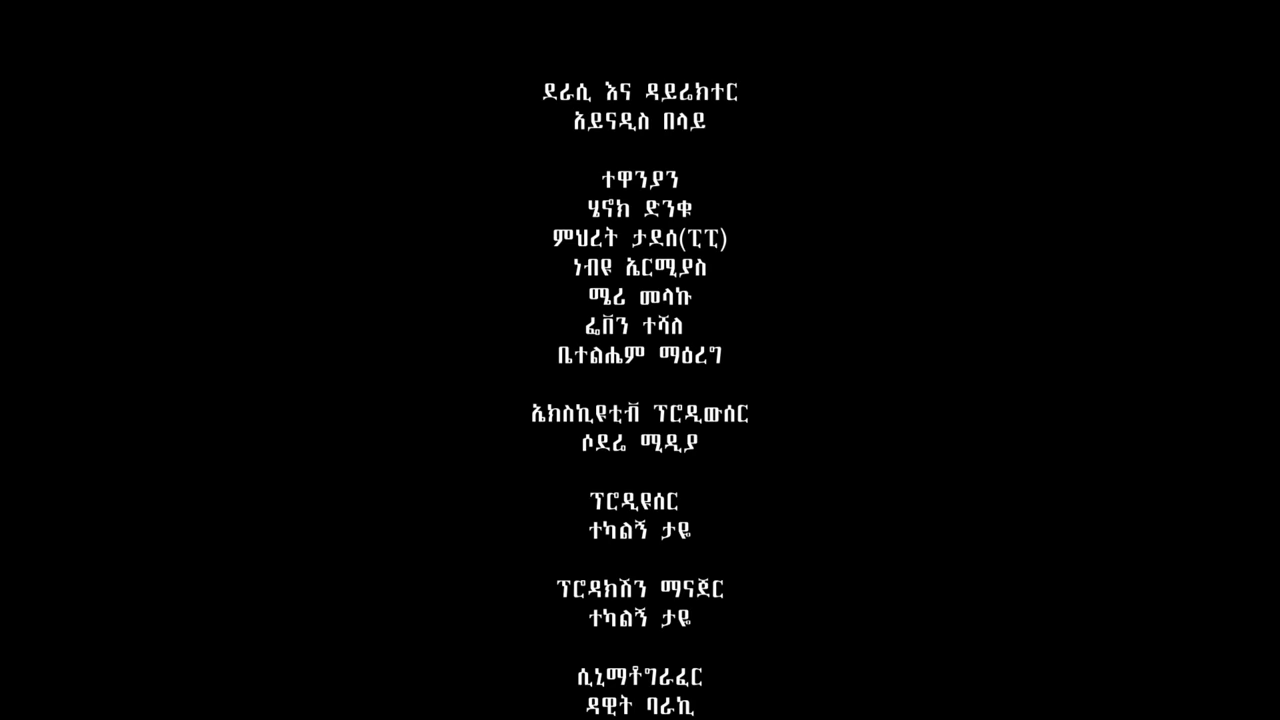 ደራሲ እና ዳይሬክተር
አይናዲስ በላይ
ተዋንያን
ሄኖክ ድንቁ
ምህረት ታደሰ(ፒፒ)
ነብዩ ኤርሚያስ
ሜሪ መላኩ
ፌቨን ተሻለ
ቤተልሔም ማዕረግ
ኤክስኪዩቲቭ ፕሮዲውሰር
ሶደሬ ሚዲያ
ፕሮዲዩሰር
ተካልኝ ታዬ
ፕሮዳክሽን ማናጀር
ተካልኝ ታዬ
ሲኒማቶግራፈር
ዳዊት ባራኪ